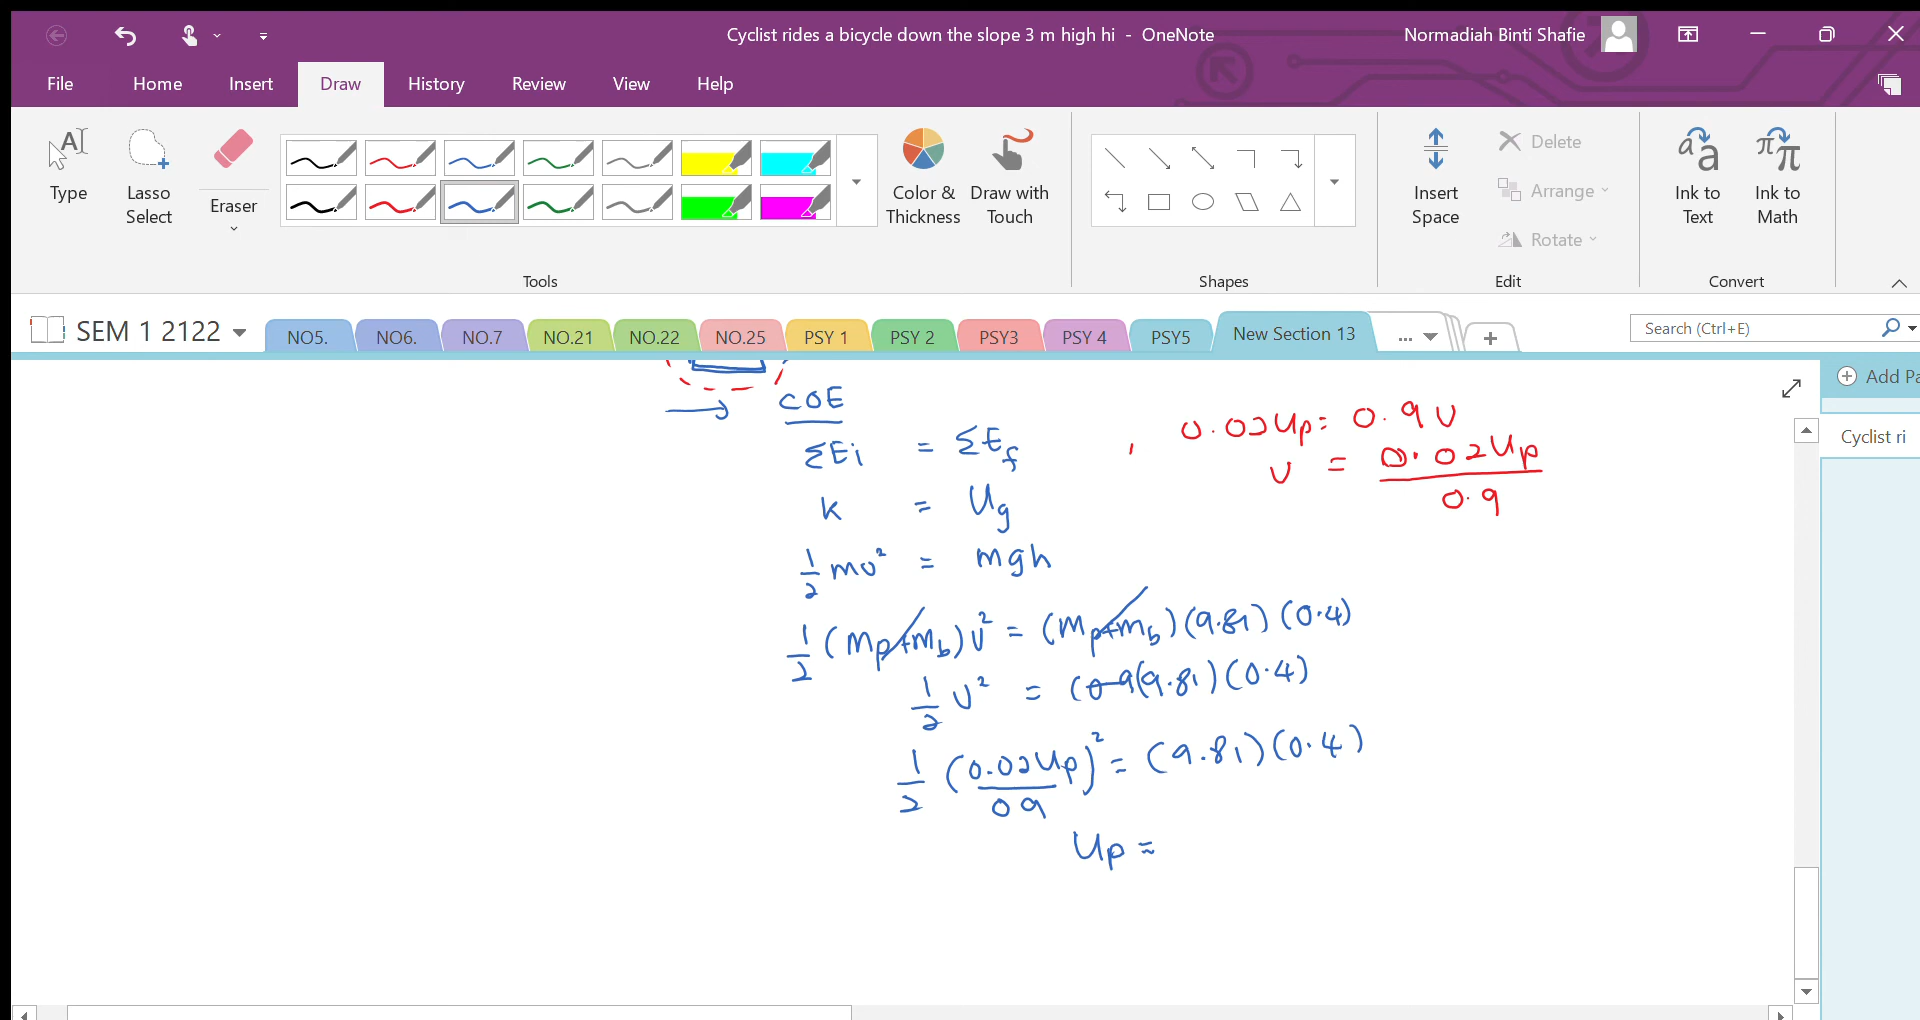 Cyclist rides a bicycle down the slope 3 m high hi - OneNote
Normadiah Binti Shafie
File Home Insert Draw History Review View Help
Type
Lasso Select
Eraser
Color & Thickness
Draw with Touch
Insert Space
Delete
Arrange
Rotate
Ink to Text
Ink to Math
Tools Shapes Edit Convert
SEM 1 2122 NO5. NO6. NO.7 NO.21 NO.22 NO.25 PSY 1 PSY 2 PSY3 PSY 4 PSY5 New Section 13 ... +
Search (Ctrl+E)
Add Pa
Cyclist ri
COE
ΣEi = ΣEf
K = Ug
½mv² = mgh
½(mp+mb)v² = (mp+mb)(9.81)(0.4)
½v² = (0.9(9.81)(0.4)
½(0.02Up/0.9)² = (9.81)(0.4)
Up =
, 0.02Up = 0.9v
v = 0.02Up/0.9